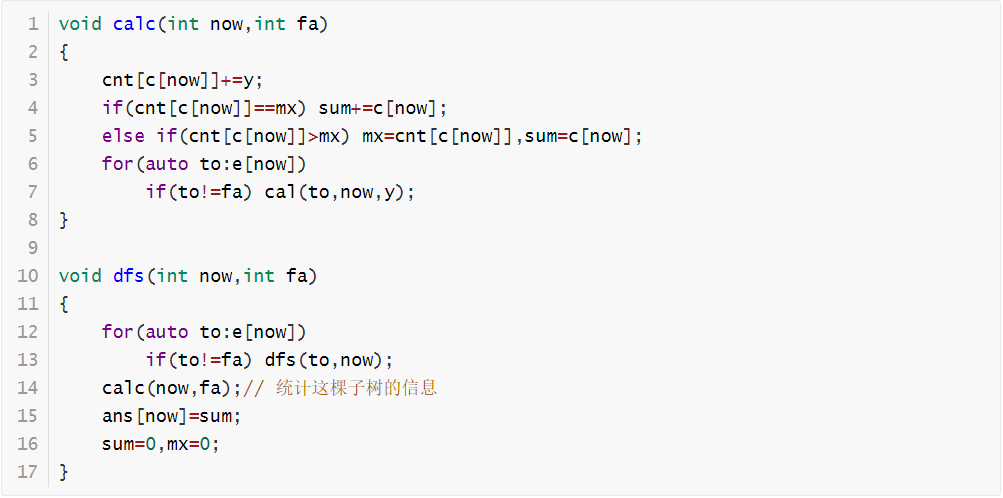 1 void calc(int now,int fa)
2 {
3     cnt[c[now]]+=y;
4     if(cnt[c[now]]==mx) sum+=c[now];
5     else if(cnt[c[now]]>mx) mx=cnt[c[now]],sum=c[now];
6     for(auto to:e[now])
7         if(to!=fa) cal(to,now,y);
8 }
9
10 void dfs(int now,int fa)
11 {
12     for(auto to:e[now])
13         if(to!=fa) dfs(to,now);
14     calc(now,fa);// 统计这棵子树的信息
15     ans[now]=sum;
16     sum=0,mx=0;
17 }